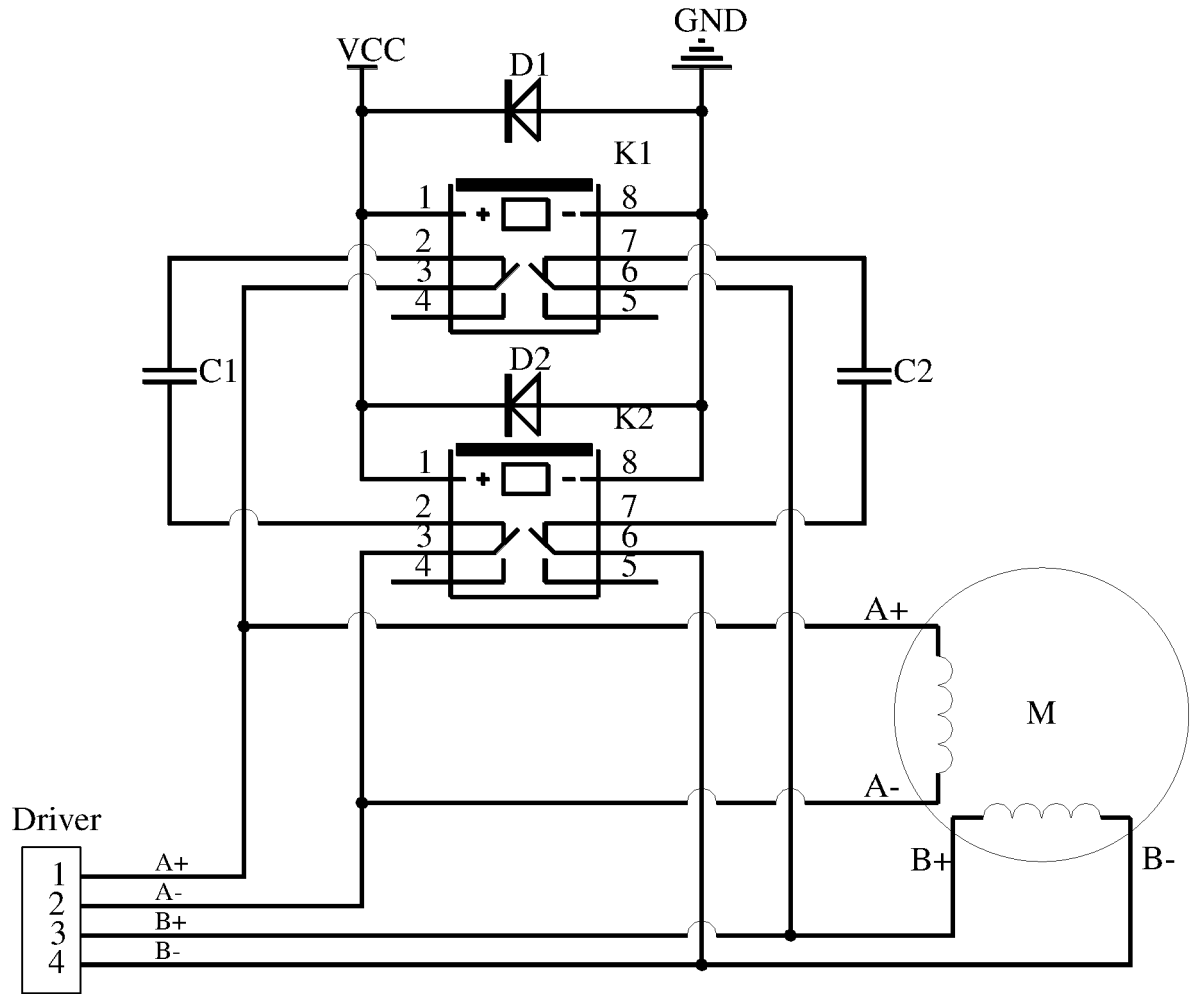 GND
VCC
D1
K1
1 + - 8
2 7
3 6
4 5
D2
C1 C2
K2
1 + - 8
2 7
3 6
4 5
A+
M
A-
Driver
B+ B-
1 A+
2 A-
3 B+
4 B-